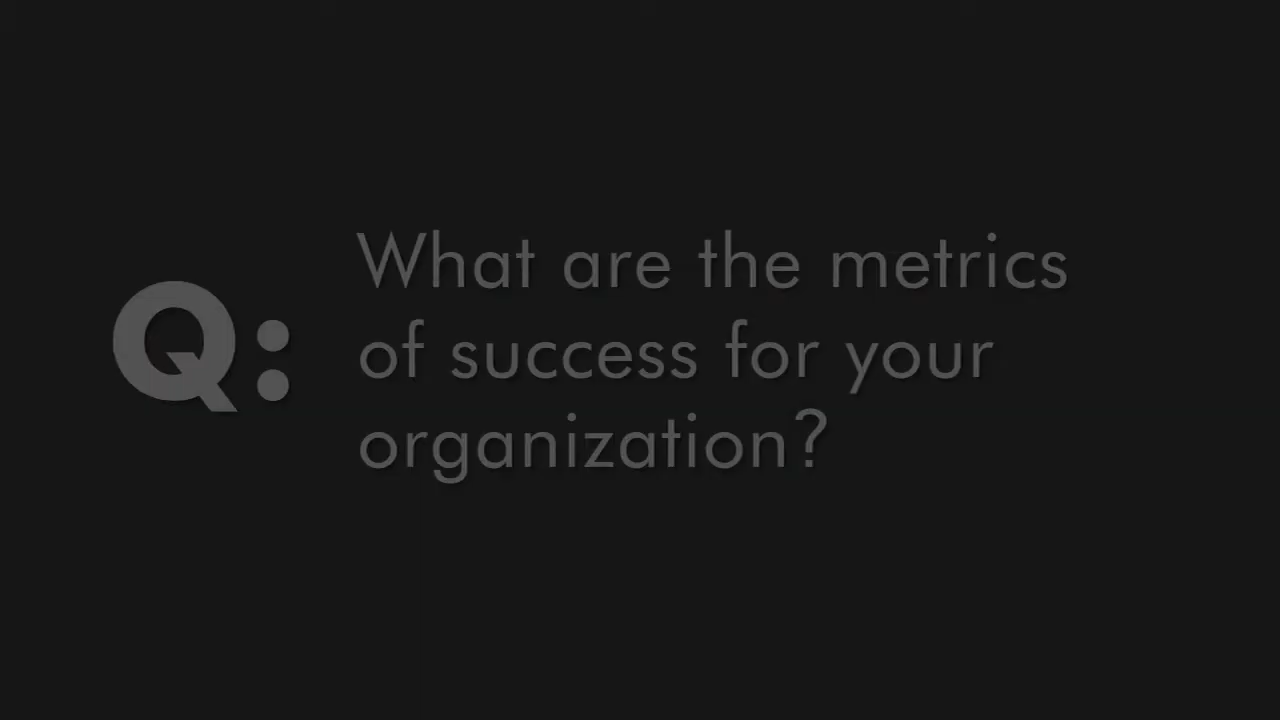 Q:
What are the metrics
of success for your
organization?